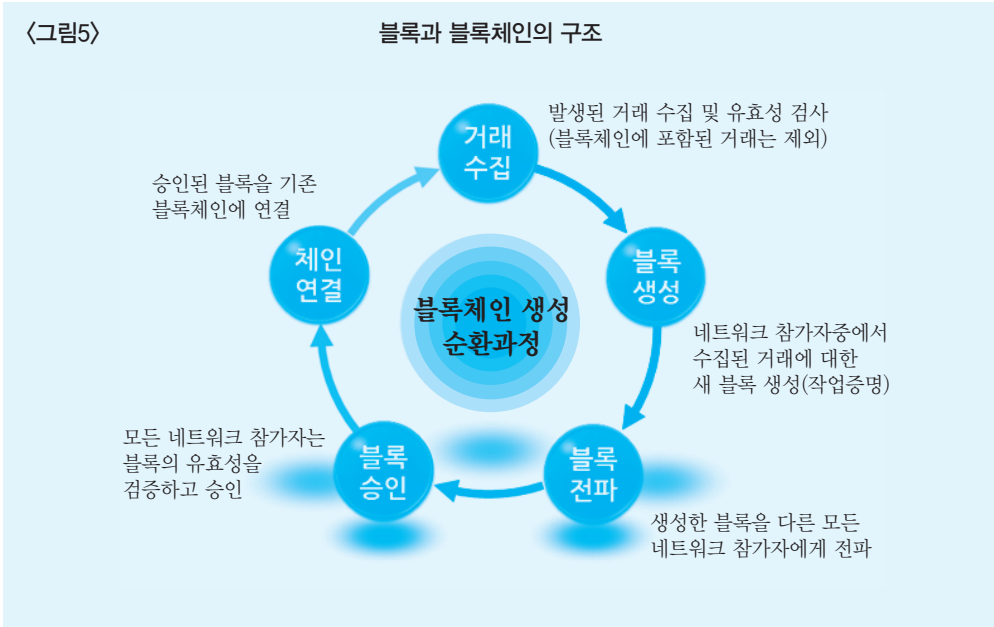 〈그림5〉
블록과 블록체인의 구조
거래
수집
발생된 거래 수집 및 유효성 검사
(블록체인에 포함된 거래는 제외)
블록
생성
네트워크 참가자중에서
수집된 거래에 대한
새 블록 생성(작업증명)
블록
전파
생성한 블록을 다른 모든
네트워크 참가자에게 전파
블록
승인
모든 네트워크 참가자는
블록의 유효성을
검증하고 승인
체인
연결
승인된 블록을 기존
블록체인에 연결
블록체인 생성
순환과정